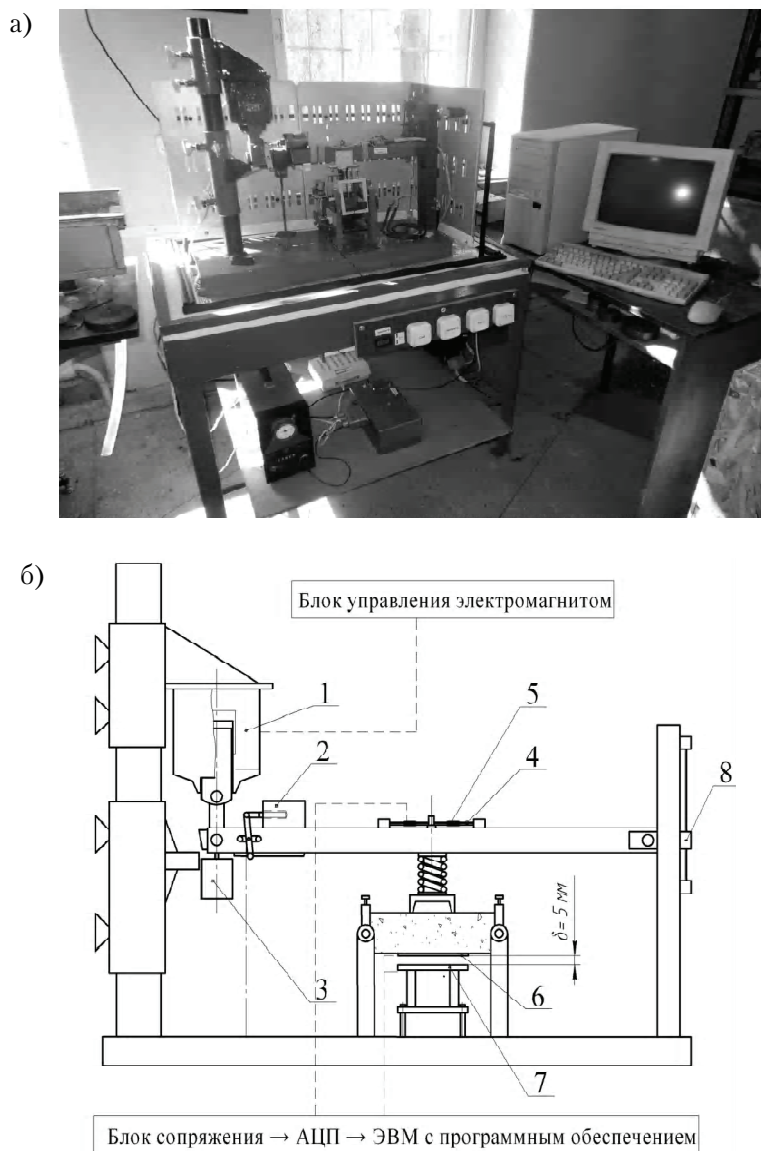 а)
б)
Блок управления электромагнитом
1
2
5
4
8
δ = 5 мм
3
6
7
Блок сопряжения → АЦП → ЭВМ с программным обеспечением